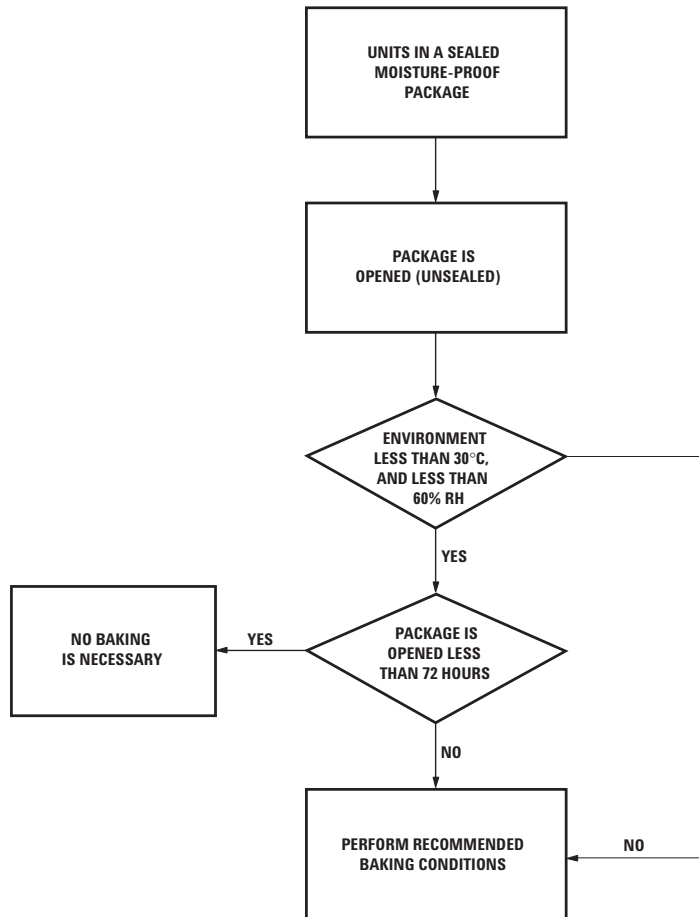 UNITS IN A SEALED
MOISTURE-PROOF
PACKAGE
PACKAGE IS
OPENED (UNSEALED)
ENVIRONMENT
LESS THAN 30°C,
AND LESS THAN
60% RH
YES
PACKAGE IS
OPENED LESS
THAN 72 HOURS
YES
NO BAKING
IS NECESSARY
NO
PERFORM RECOMMENDED
BAKING CONDITIONS
NO